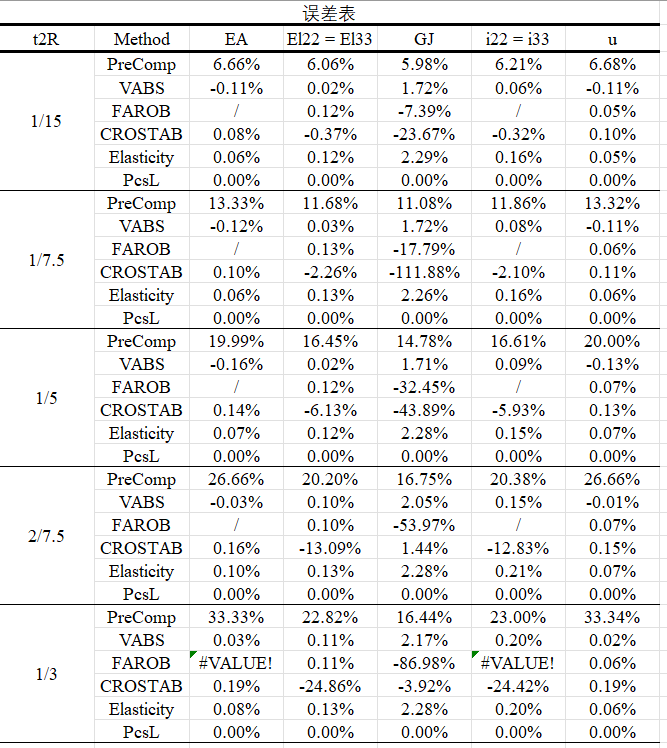 误差表
t2R Method EA El22 = El33 GJ i22 = i33 u
PreComp 6.66% 6.06% 5.98% 6.21% 6.68%
VABS -0.11% 0.02% 1.72% 0.06% -0.11%
FAROB / 0.12% -7.39% / 0.05%
1/15
CROSTAB 0.08% -0.37% -23.67% -0.32% 0.10%
Elasticity 0.06% 0.12% 2.29% 0.16% 0.05%
PcsL 0.00% 0.00% 0.00% 0.00% 0.00%
PreComp 13.33% 11.68% 11.08% 11.86% 13.32%
VABS -0.12% 0.03% 1.72% 0.08% -0.11%
FAROB / 0.13% -17.79% / 0.06%
1/7.5
CROSTAB 0.10% -2.26% -111.88% -2.10% 0.11%
Elasticity 0.06% 0.13% 2.26% 0.16% 0.06%
PcsL 0.00% 0.00% 0.00% 0.00% 0.00%
PreComp 19.99% 16.45% 14.78% 16.61% 20.00%
VABS -0.16% 0.02% 1.71% 0.09% -0.13%
FAROB / 0.12% -32.45% / 0.07%
1/5
CROSTAB 0.14% -6.13% -43.89% -5.93% 0.13%
Elasticity 0.07% 0.12% 2.28% 0.15% 0.07%
PcsL 0.00% 0.00% 0.00% 0.00% 0.00%
PreComp 26.66% 20.20% 16.75% 20.38% 26.66%
VABS -0.03% 0.10% 2.05% 0.15% -0.01%
FAROB / 0.10% -53.97% / 0.07%
2/7.5
CROSTAB 0.16% -13.09% 1.44% -12.83% 0.15%
Elasticity 0.10% 0.13% 2.28% 0.21% 0.07%
PcsL 0.00% 0.00% 0.00% 0.00% 0.00%
PreComp 33.33% 22.82% 16.44% 23.00% 33.34%
VABS 0.03% 0.11% 2.17% 0.20% 0.02%
FAROB #VALUE! 0.11% -86.98% #VALUE! 0.06%
1/3
CROSTAB 0.19% -24.86% -3.92% -24.42% 0.19%
Elasticity 0.08% 0.13% 2.28% 0.20% 0.06%
PcsL 0.00% 0.00% 0.00% 0.00% 0.00%